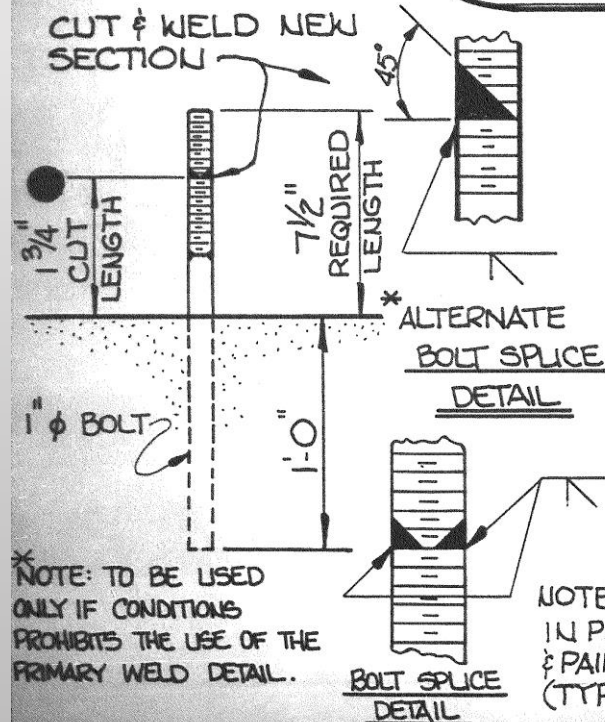 CUT & WELD NEW
SECTION
45°
1 3/4"
CUT
LENGTH
7 1/2"
REQUIRED
LENGTH
* ALTERNATE
BOLT SPLICE
DETAIL
1" φ BOLT
1'-0"
* NOTE: TO BE USED
ONLY IF CONDITIONS
PROHIBITS THE USE OF THE
PRIMARY WELD DETAIL.
BOLT SPLICE
DETAIL
NOTE
IN P
& PAI
(TYP